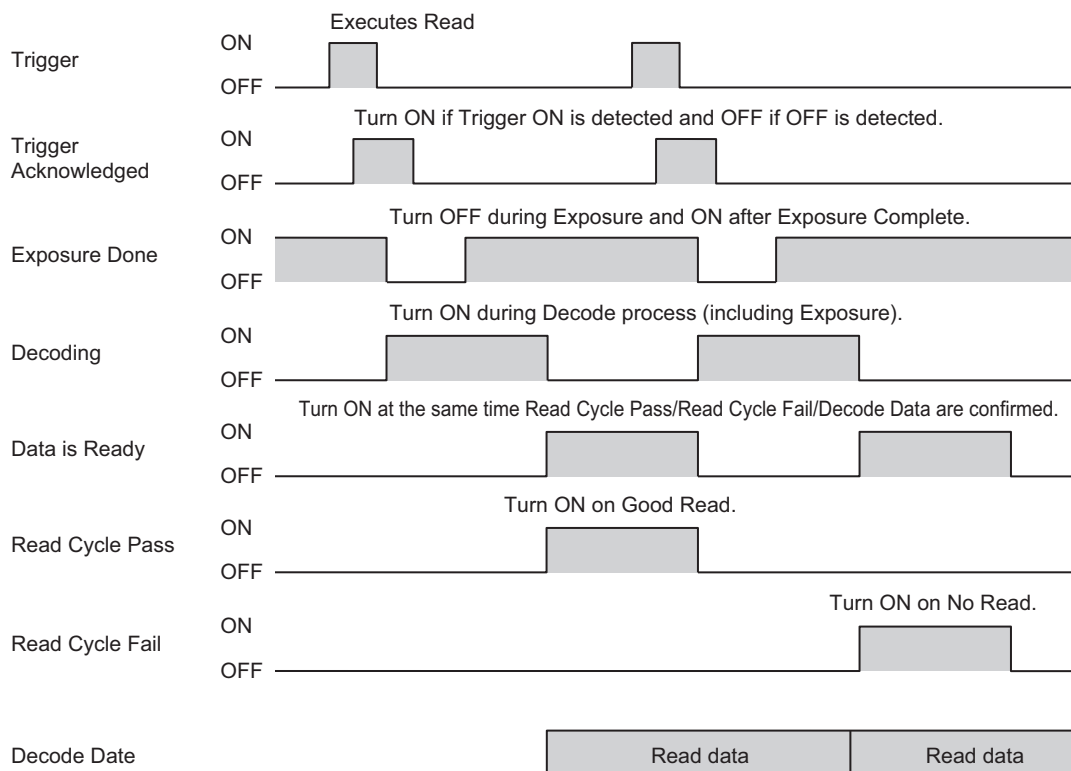 Executes Read
Trigger
ON
OFF
Turn ON if Trigger ON is detected and OFF if OFF is detected.
Trigger
Acknowledged
ON
OFF
Turn OFF during Exposure and ON after Exposure Complete.
Exposure Done
ON
OFF
Turn ON during Decode process (including Exposure).
Decoding
ON
OFF
Turn ON at the same time Read Cycle Pass/Read Cycle Fail/Decode Data are confirmed.
Data is Ready
ON
OFF
Turn ON on Good Read.
Read Cycle Pass
ON
OFF
Turn ON on No Read.
Read Cycle Fail
ON
OFF
Decode Date
Read data
Read data